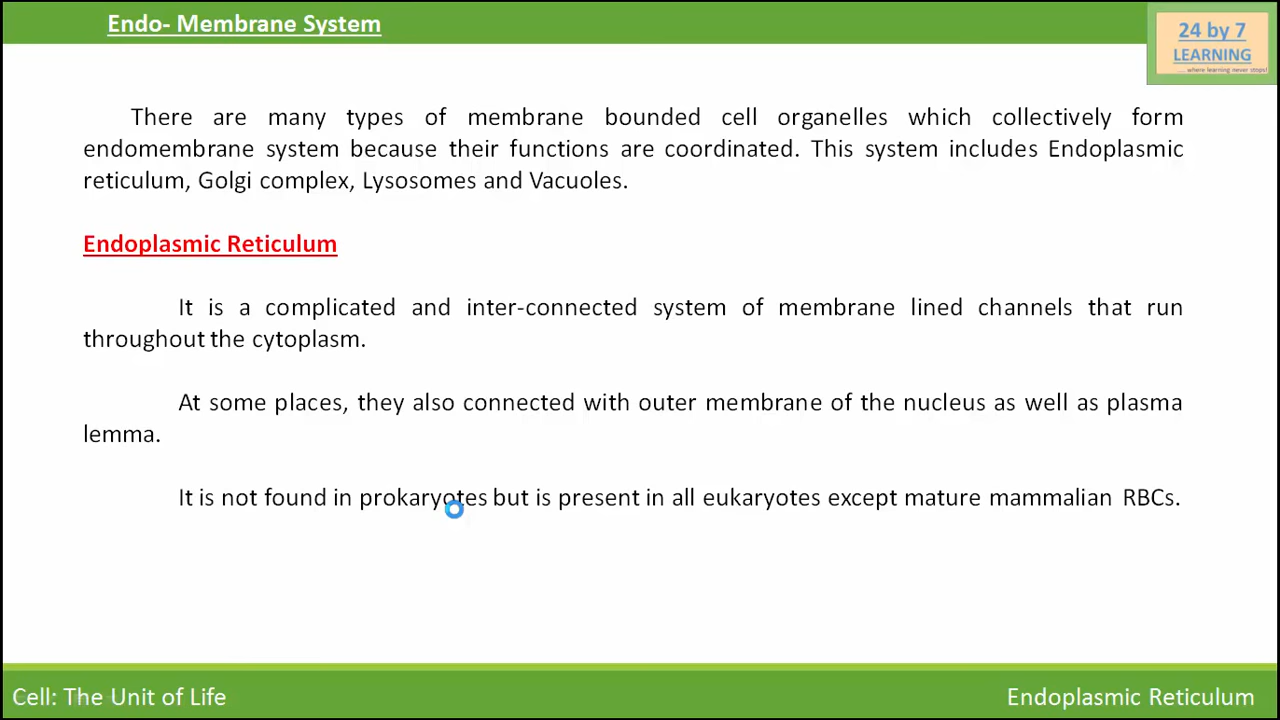 Endo- Membrane System
24 by 7
LEARNING
....where learning never stops!
There are many types of membrane bounded cell organelles which collectively form
endomembrane system because their functions are coordinated. This system includes Endoplasmic
reticulum, Golgi complex, Lysosomes and Vacuoles.
Endoplasmic Reticulum
It is a complicated and inter-connected system of membrane lined channels that run
throughout the cytoplasm.
At some places, they also connected with outer membrane of the nucleus as well as plasma
lemma.
It is not found in prokaryotes but is present in all eukaryotes except mature mammalian RBCs.
Cell: The Unit of Life
Endoplasmic Reticulum